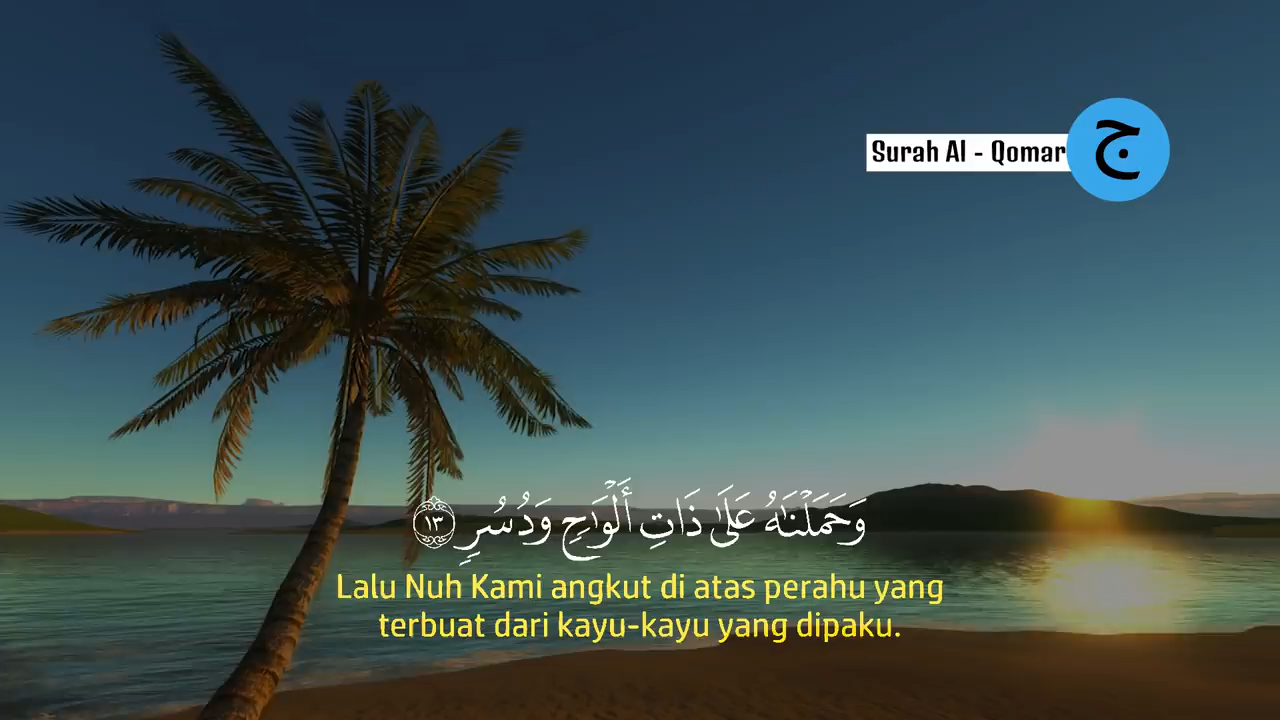 Surah Al - Qomar
ج
وَحَمَلْنَٰهُ عَلَىٰ ذَاتِ أَلْوَٰحٍ وَدُسُرٍ ١٣
Lalu Nuh Kami angkut di atas perahu yang
terbuat dari kayu-kayu yang dipaku.